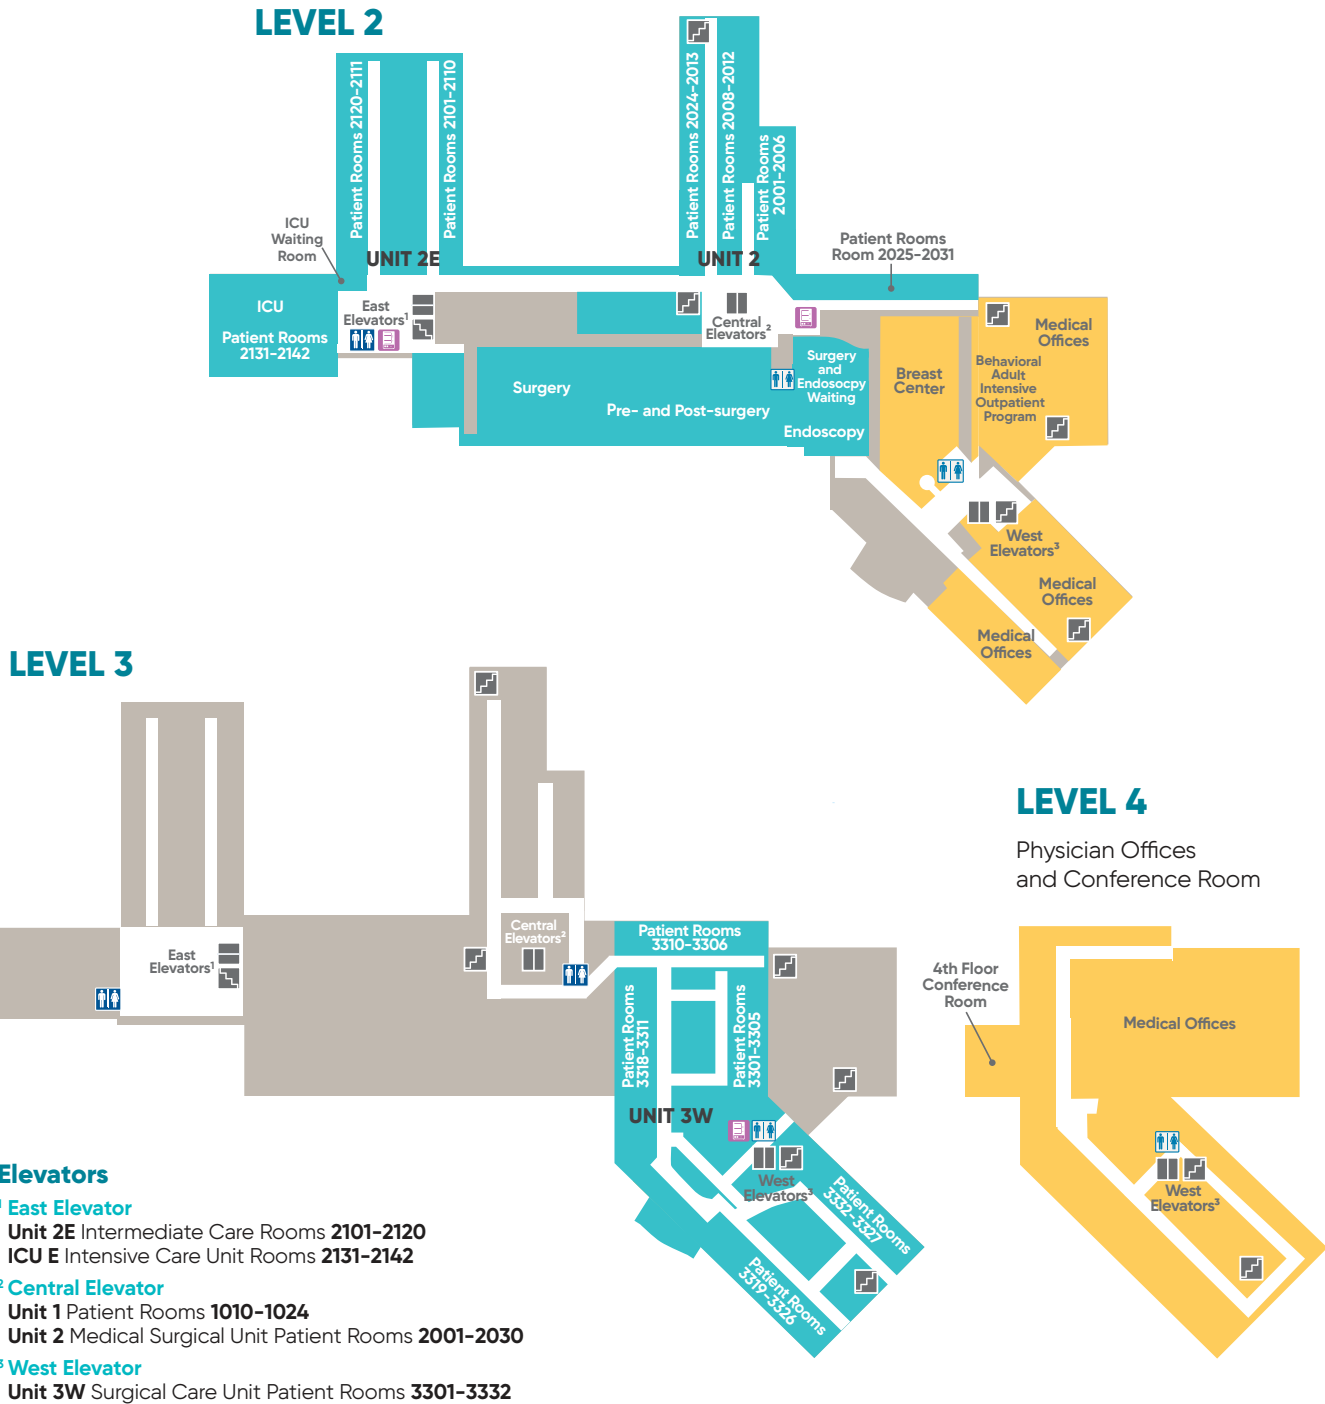 LEVEL 2
Patient Rooms 2120-2111
Patient Rooms 2101-2110
Patient Rooms 2024-2013
Patient Rooms 2008-2012
Patient Rooms
2001-2006
ICU
Waiting
Room
UNIT 2E
UNIT 2
Patient Rooms
Room 2025-2031
ICU
Patient Rooms
2131-2142
East
Elevators¹
Central
Elevators²
Medical
Offices
Surgery
and
Endosocpy
Waiting
Breast
Center
Behavioral
Adult
Intensive
Outpatient
Program
Surgery
Pre- and Post-surgery
Endoscopy
West
Elevators³
Medical
Offices
Medical
Offices
LEVEL 3
East
Elevators¹
Central
Elevators²
Patient Rooms
3310-3306
Patient Rooms
3318-3311
Patient Rooms
3301-3305
UNIT 3W
West
Elevators³
Patient Rooms
3332-3327
Patient Rooms
3319-3326
LEVEL 4
Physician Offices
and Conference Room
4th Floor
Conference
Room
Medical Offices
West
Elevators³
Elevators
¹ East Elevator
Unit 2E Intermediate Care Rooms 2101-2120
ICU E Intensive Care Unit Rooms 2131-2142
² Central Elevator
Unit 1 Patient Rooms 1010-1024
Unit 2 Medical Surgical Unit Patient Rooms 2001-2030
³ West Elevator
Unit 3W Surgical Care Unit Patient Rooms 3301-3332